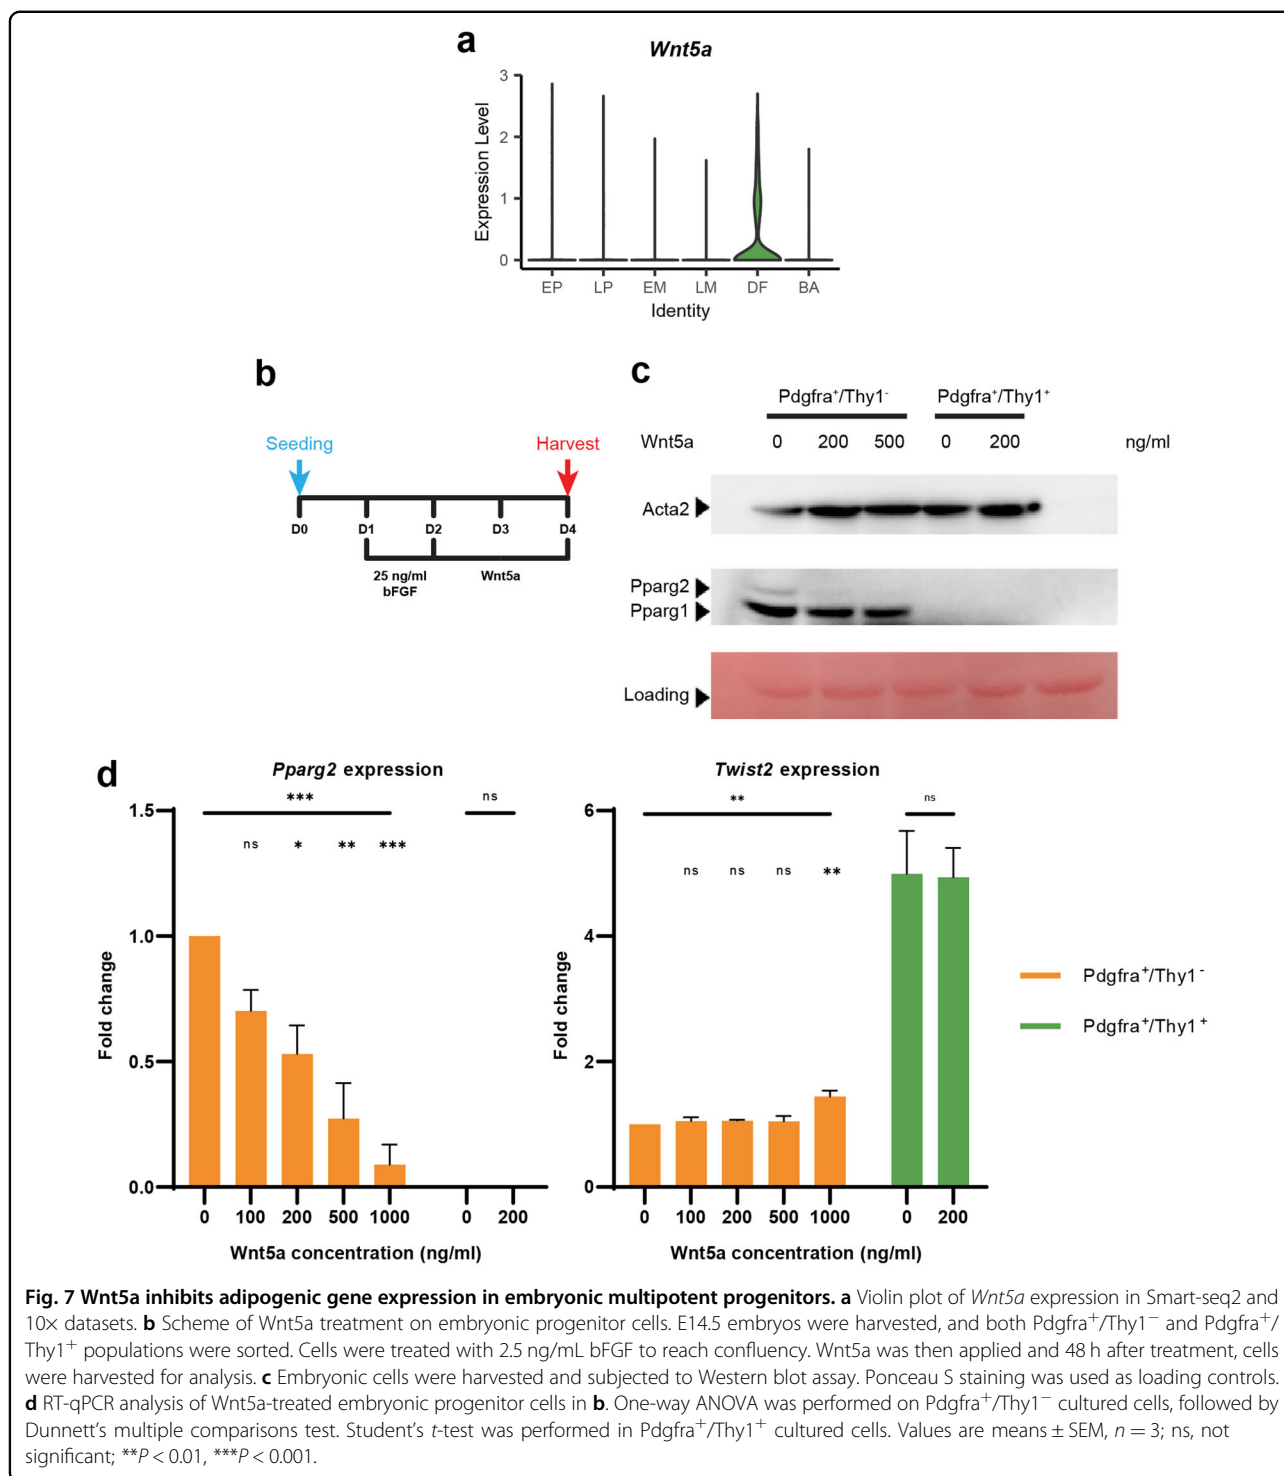 a
Wnt5a
Expression Level
3
2
1
0
EP LP EM LM DF BA
Identity
b
Seeding
Harvest
D0 D1 D2 D3 D4
25 ng/ml
bFGF
Wnt5a
c
Pdgfra⁺/Thy1⁻ Pdgfra⁺/Thy1⁺
Wnt5a 0 200 500 0 200 ng/ml
Acta2
Pparg2
Pparg1
Loading
d
Pparg2 expression
*** ns
ns * ** ***
Fold change
1.5
1.0
0.5
0.0
0 100 200 500 1000 0 200
Wnt5a concentration (ng/ml)
Twist2 expression
** ns
ns ns ns **
Fold change
6
4
2
0
0 100 200 500 1000 0 200
Wnt5a concentration (ng/ml)
Pdgfra⁺/Thy1⁻
Pdgfra⁺/Thy1⁺
Fig. 7 Wnt5a inhibits adipogenic gene expression in embryonic multipotent progenitors. a Violin plot of Wnt5a expression in Smart-seq2 and
10× datasets. b Scheme of Wnt5a treatment on embryonic progenitor cells. E14.5 embryos were harvested, and both Pdgfra⁺/Thy1⁻ and Pdgfra⁺/
Thy1⁺ populations were sorted. Cells were treated with 2.5 ng/mL bFGF to reach confluency. Wnt5a was then applied and 48 h after treatment, cells
were harvested for analysis. c Embryonic cells were harvested and subjected to Western blot assay. Ponceau S staining was used as loading controls.
d RT-qPCR analysis of Wnt5a-treated embryonic progenitor cells in b. One-way ANOVA was performed on Pdgfra⁺/Thy1⁻ cultured cells, followed by
Dunnett’s multiple comparisons test. Student’s t-test was performed in Pdgfra⁺/Thy1⁺ cultured cells. Values are means ± SEM, n = 3; ns, not
significant; **P < 0.01, ***P < 0.001.